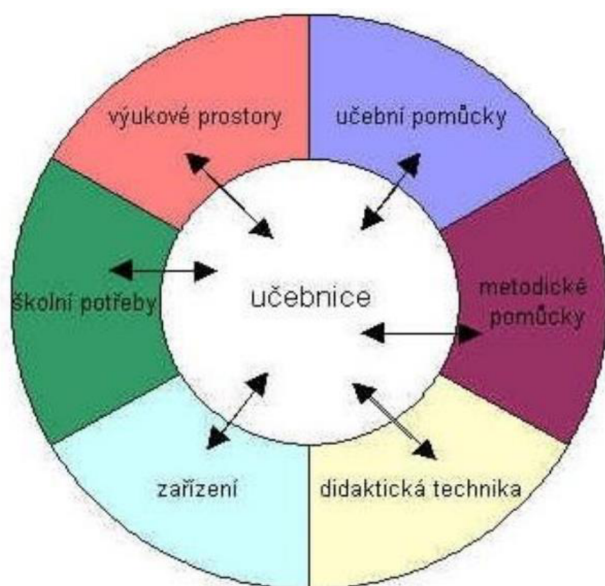 výukové prostory
učební pomůcky
školní potřeby
učebnice
metodické
pomůcky
zařízení
didaktická technika